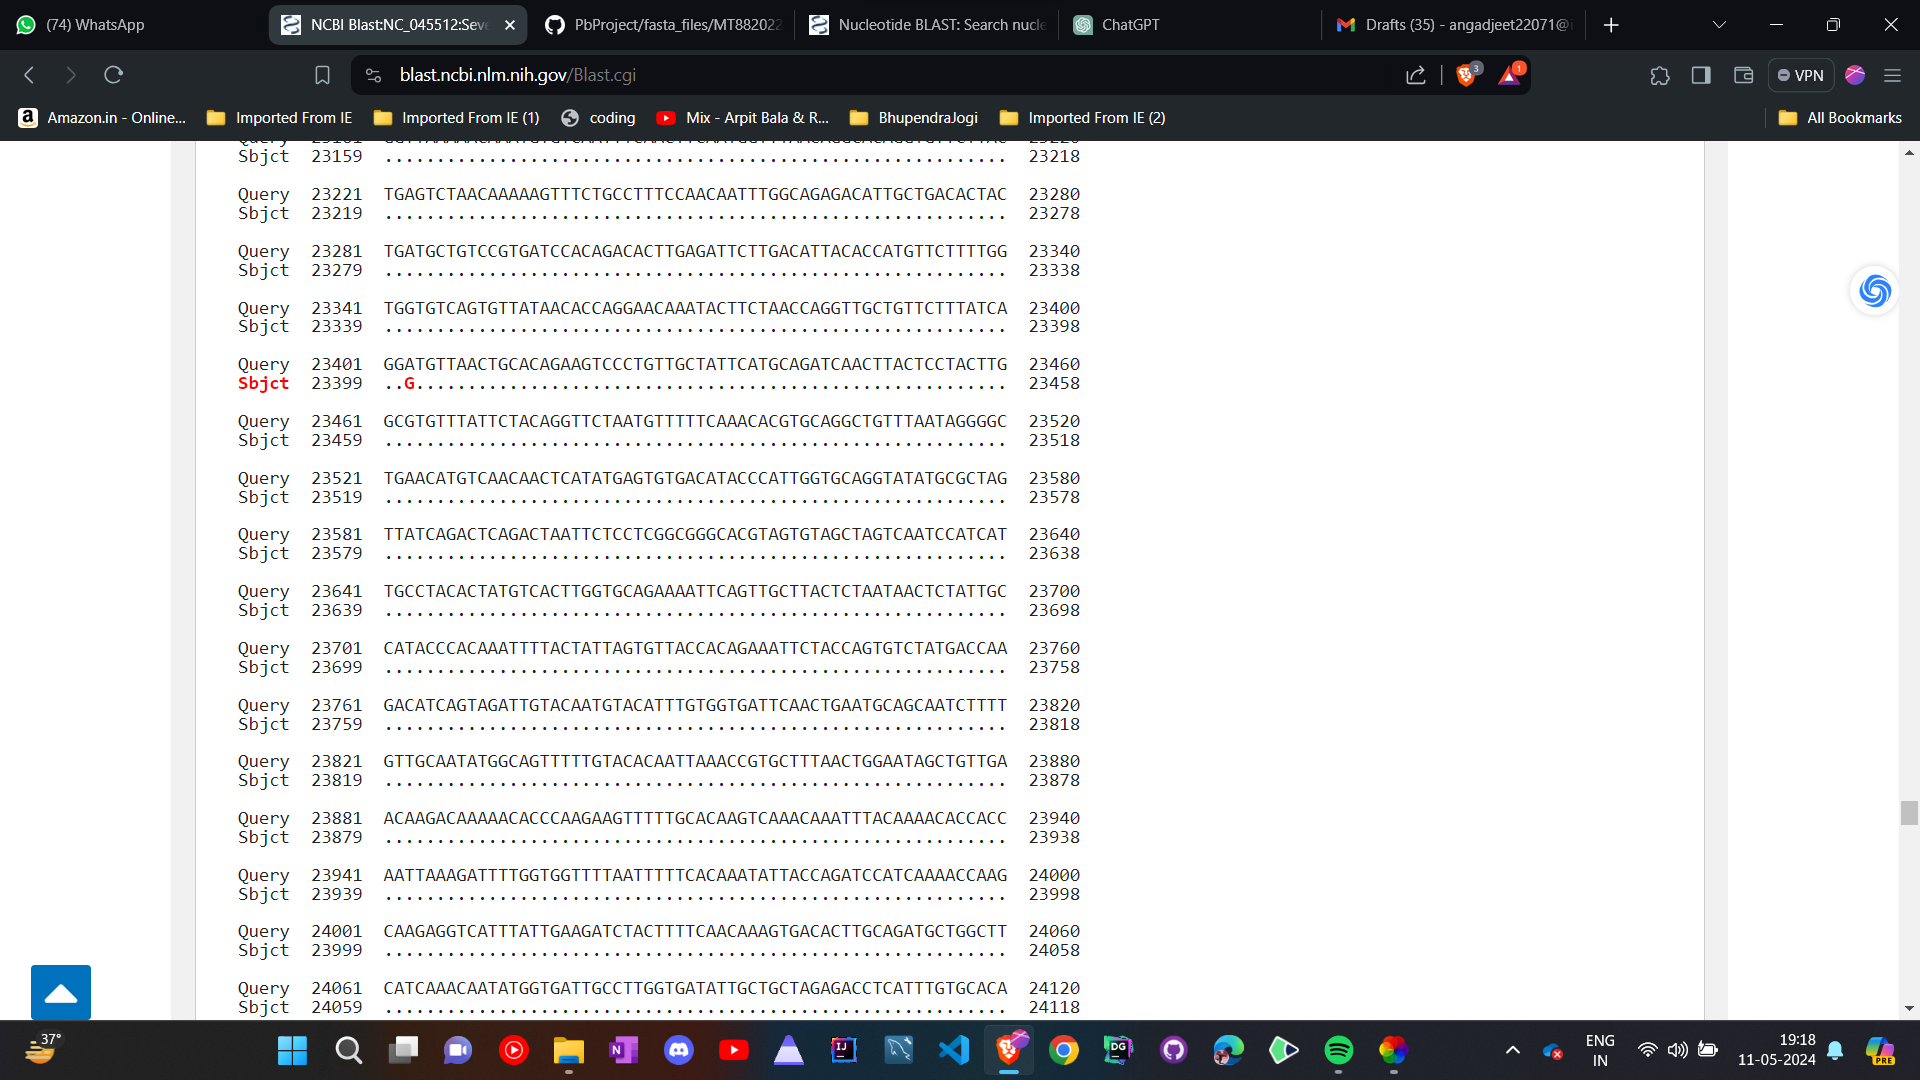 (74) WhatsApp
NCBI Blast:NC_045512:Seve
PbProject/fasta_files/MT882022
Nucleotide BLAST: Search nucle
ChatGPT
Drafts (35) - angadjeet22071@i
blast.ncbi.nlm.nih.gov/Blast.cgi
3
1
VPN
Amazon.in - Online...
Imported From IE
Imported From IE (1)
coding
Mix - Arpit Bala & R...
BhupendraJogi
Imported From IE (2)
All Bookmarks
Sbjct 23159 ............................................................ 23218
Query 23221 TGAGTCTAACAAAAAGTTTCTGCCTTTCCAACAATTTGGCAGAGACATTGCTGACACTAC 23280
Sbjct 23219 ............................................................ 23278
Query 23281 TGATGCTGTCCGTGATCCACAGACACTTGAGATTCTTGACATTACACCATGTTCTTTTGG 23340
Sbjct 23279 ............................................................ 23338
Query 23341 TGGTGTCAGTGTTATAACACCAGGAACAAATACTTCTAACCAGGTTGCTGTTCTTTATCA 23400
Sbjct 23339 ............................................................ 23398
Query 23401 GGATGTTAACTGCACAGAAGTCCCTGTTGCTATTCATGCAGATCAACTTACTCCTACTTG 23460
Sbjct 23399 ..G......................................................... 23458
Query 23461 GCGTGTTTATTCTACAGGTTCTAATGTTTTTCAAACACGTGCAGGCTGTTTAATAGGGGC 23520
Sbjct 23459 ............................................................ 23518
Query 23521 TGAACATGTCAACAACTCATATGAGTGTGACATACCCATTGGTGCAGGTATATGCGCTAG 23580
Sbjct 23519 ............................................................ 23578
Query 23581 TTATCAGACTCAGACTAATTCTCCTCGGCGGGCACGTAGTGTAGCTAGTCAATCCATCAT 23640
Sbjct 23579 ............................................................ 23638
Query 23641 TGCCTACACTATGTCACTTGGTGCAGAAAATTCAGTTGCTTACTCTAATAACTCTATTGC 23700
Sbjct 23639 ............................................................ 23698
Query 23701 CATACCCACAAATTTTACTATTAGTGTTACCACAGAAATTCTACCAGTGTCTATGACCAA 23760
Sbjct 23699 ............................................................ 23758
Query 23761 GACATCAGTAGATTGTACAATGTACATTTGTGGTGATTCAACTGAATGCAGCAATCTTTT 23820
Sbjct 23759 ............................................................ 23818
Query 23821 GTTGCAATATGGCAGTTTTTGTACACAATTAAACCGTGCTTTAACTGGAATAGCTGTTGA 23880
Sbjct 23819 ............................................................ 23878
Query 23881 ACAAGACAAAAACACCCAAGAAGTTTTTGCACAAGTCAAACAAATTTACAAAACACCACC 23940
Sbjct 23879 ............................................................ 23938
Query 23941 AATTAAAGATTTTGGTGGTTTTAATTTTTCACAAATATTACCAGATCCATCAAAACCAAG 24000
Sbjct 23939 ............................................................ 23998
Query 24001 CAAGAGGTCATTTATTGAAGATCTACTTTTCAACAAAGTGACACTTGCAGATGCTGGCTT 24060
Sbjct 23999 ............................................................ 24058
Query 24061 CATCAAACAATATGGTGATTGCCTTGGTGATATTGCTGCTAGAGACCTCATTTGTGCACA 24120
Sbjct 24059 ............................................................ 24118
37°
ENG
IN
19:18
11-05-2024
PRE